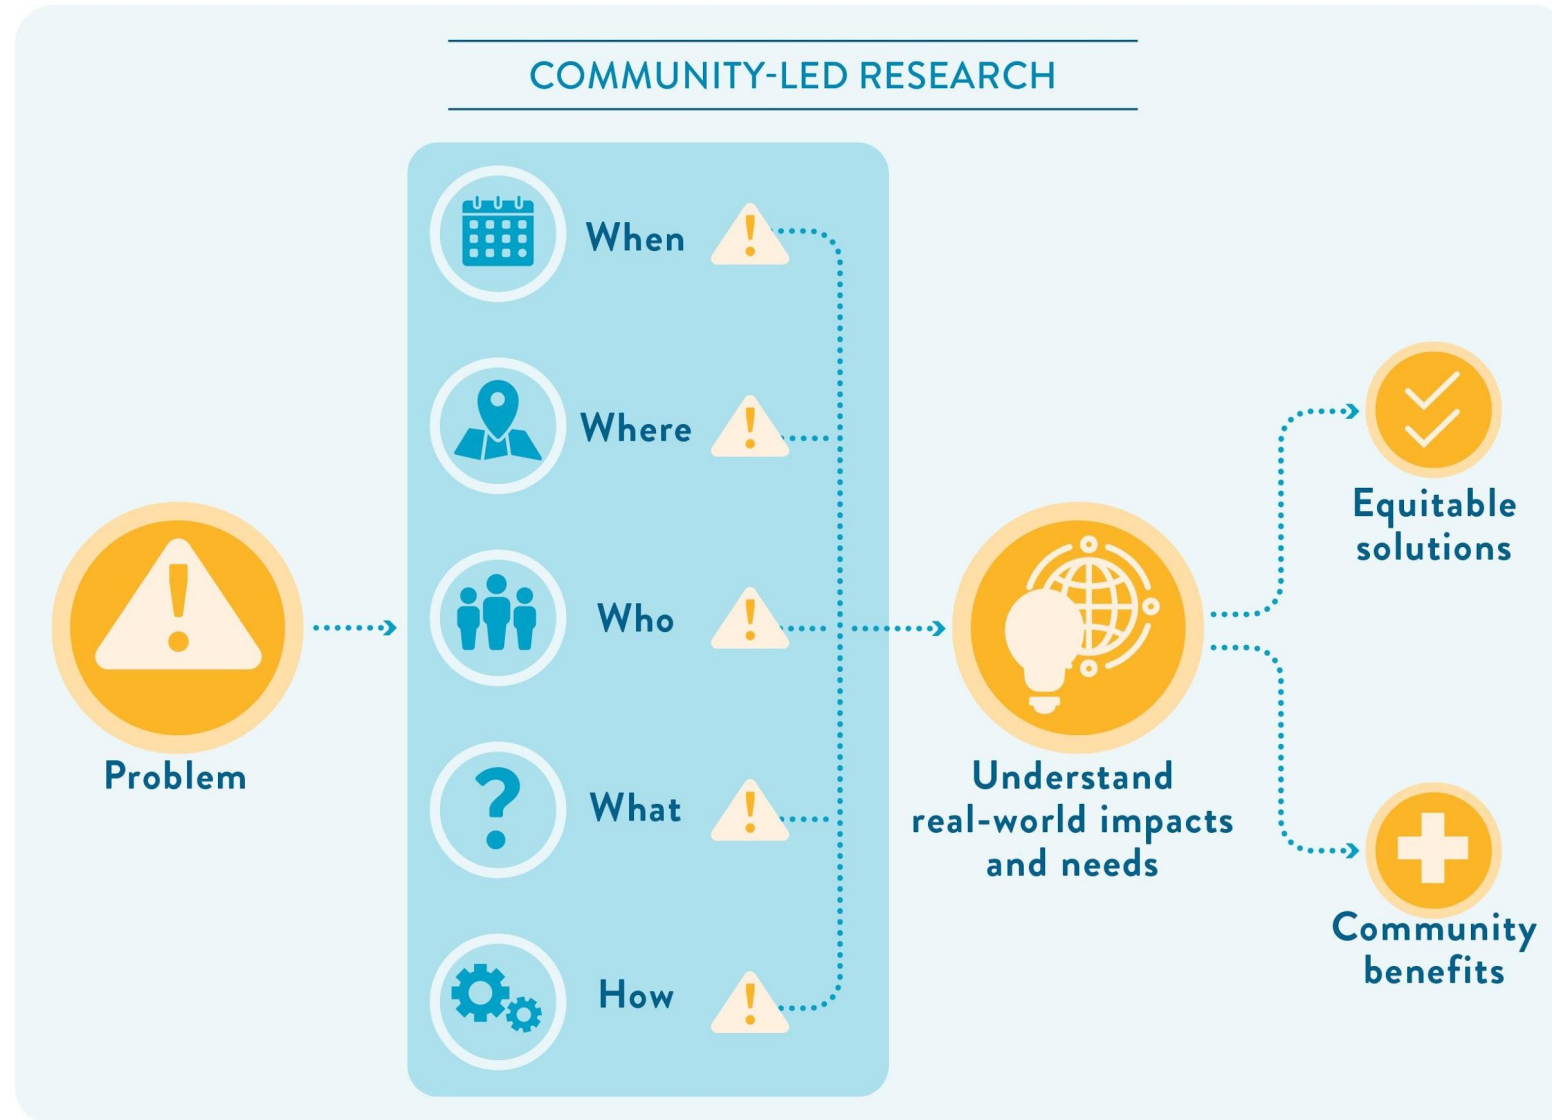 COMMUNITY-LED RESEARCH
When
Where
Who
What
How
Problem
Understand
real-world impacts
and needs
Equitable
solutions
Community
benefits